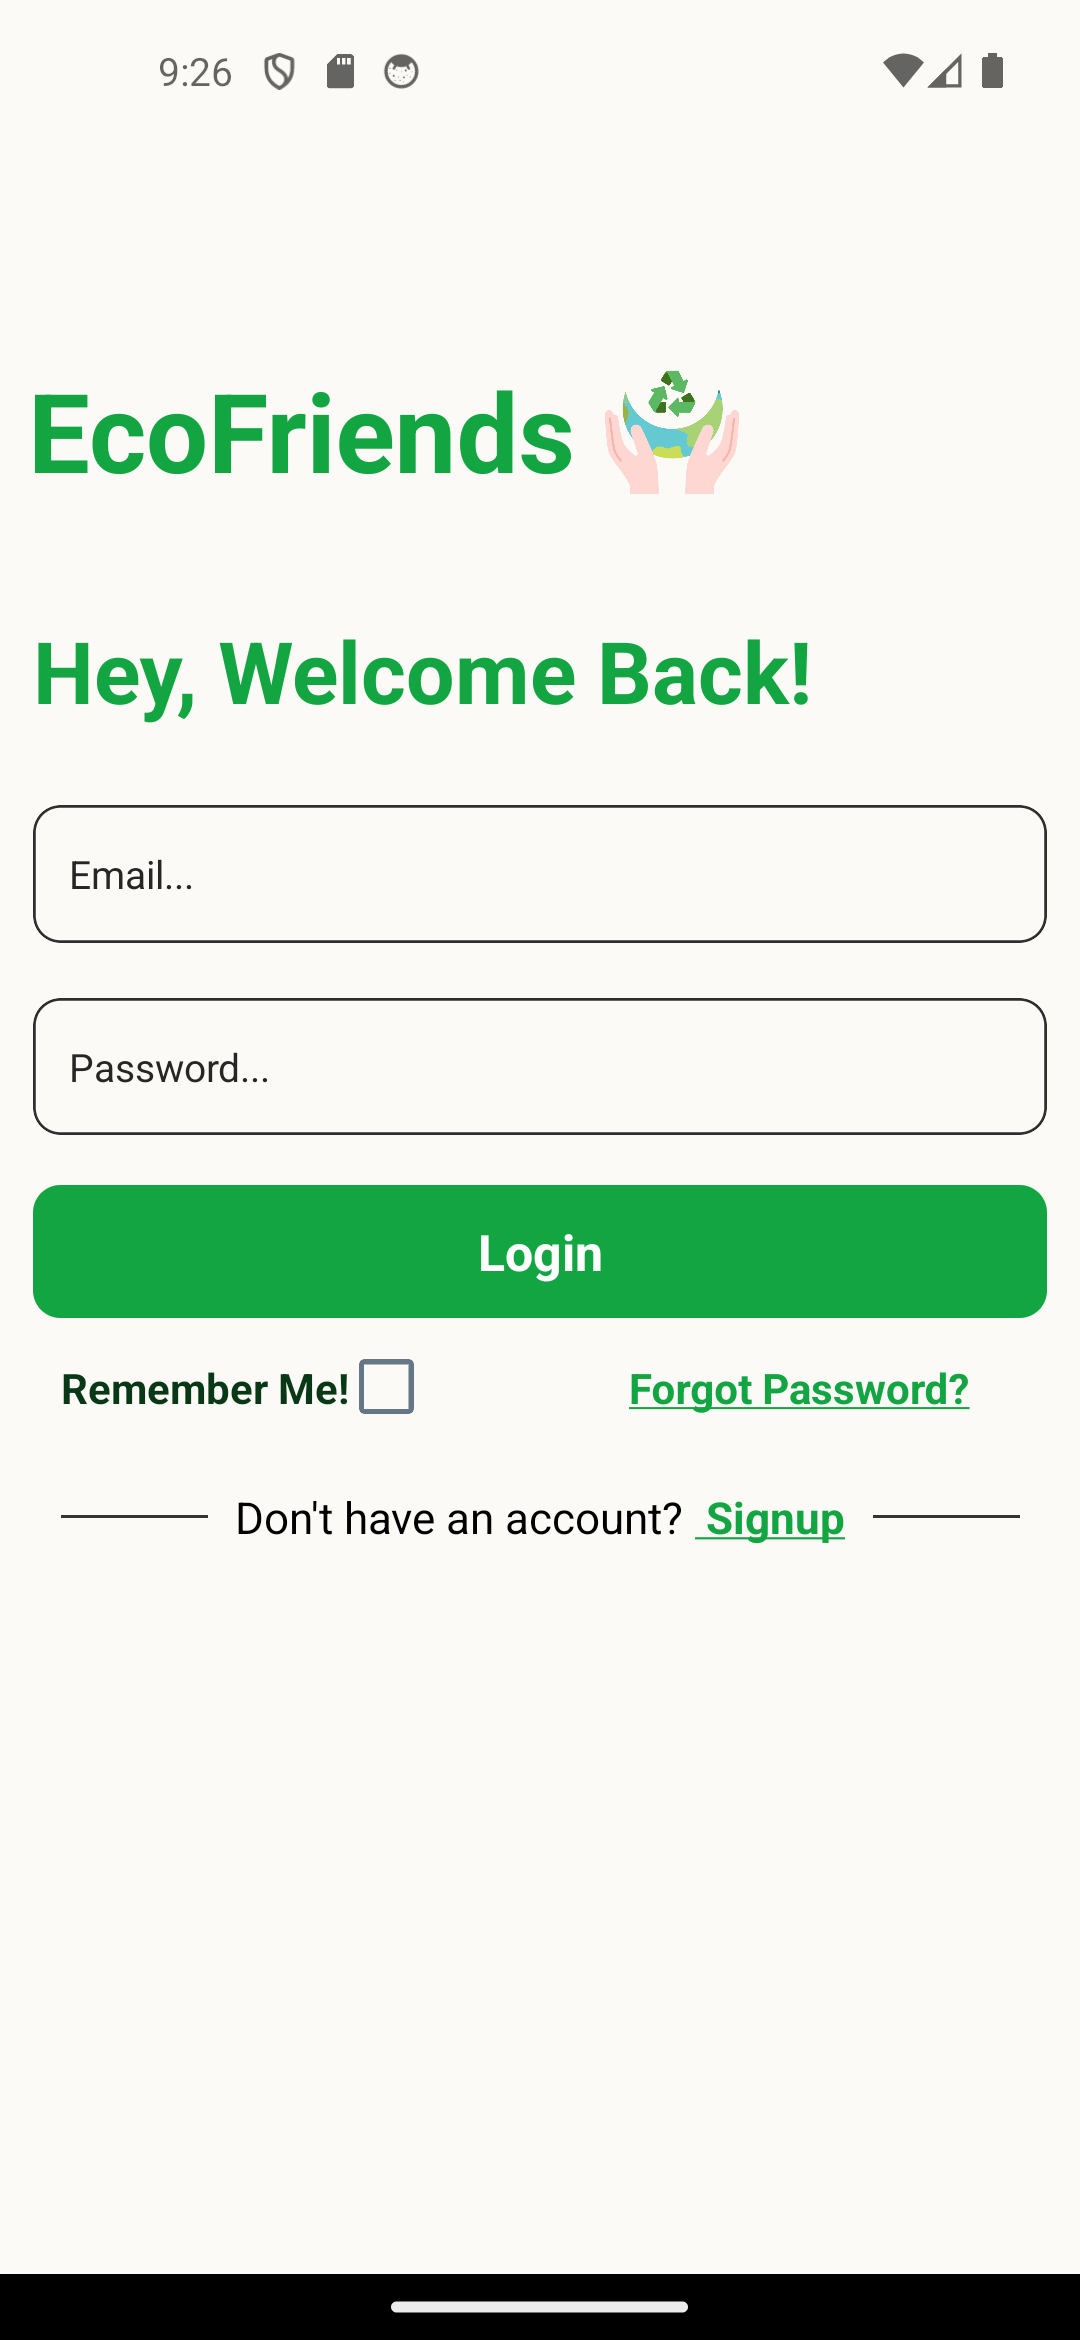 9:26
EcoFriends
Hey, Welcome Back!
Email...
Password...
Login
Remember Me! Forgot Password?
Don't have an account? Signup